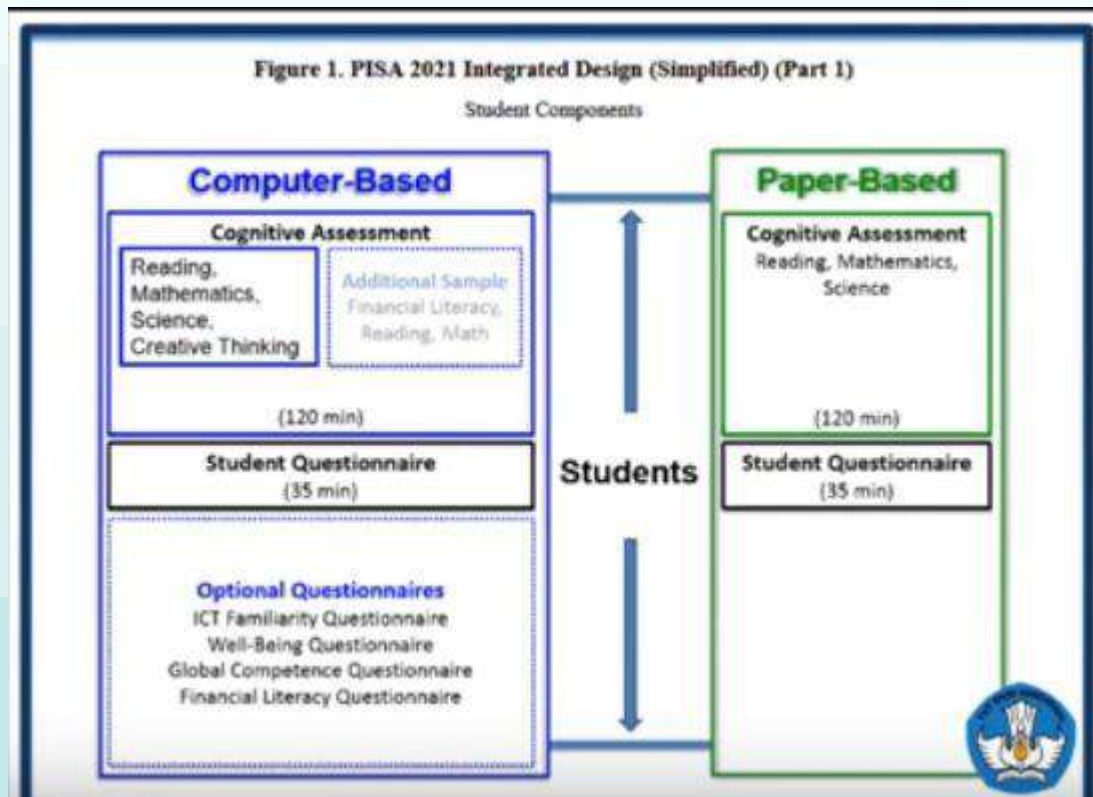 Figure 1. PISA 2021 Integrated Design (Simplified) (Part 1)
Student Components
Computer-Based
Cognitive Assessment
Reading,
Mathematics,
Science,
Creative Thinking
Additional Sample
Financial Literacy,
Reading, Math
(120 min)
Student Questionnaire
(35 min)
Optional Questionnaires
ICT Familiarity Questionnaire
Well-Being Questionnaire
Global Competence Questionnaire
Financial Literacy Questionnaire
Students
Paper-Based
Cognitive Assessment
Reading, Mathematics,
Science
(120 min)
Student Questionnaire
(35 min)